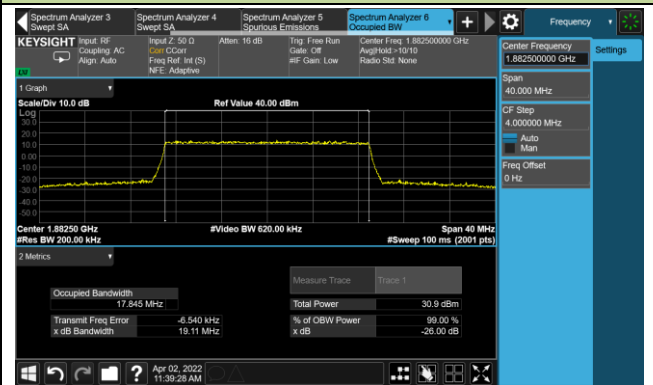 Spectrum Analyzer 3
Swept SA
Spectrum Analyzer 4
Swept SA
Spectrum Analyzer 5
Spurious Emissions
Spectrum Analyzer 6
Occupied BW
Frequency
KEYSIGHT
Input: RF
Coupling: AC
Align: Auto
Input Z: 50 Ω
Corr CCorr
Freq Ref: Int (S)
NFE: Adaptive
Atten: 16 dB
Trig: Free Run
Gate: Off
#IF Gain: Low
Center Freq: 1.882500000 GHz
Avg|Hold:>10/10
Radio Std: None
Center Frequency
1.882500000 GHz
Settings
Span
40.000 MHz
CF Step
4.000000 MHz
Auto
Man
Freq Offset
0 Hz
1 Graph
Scale/Div 10.0 dB
Ref Value 40.00 dBm
Log
30.0
20.0
10.0
0.00
-10.0
-20.0
-30.0
-40.0
-50.0
Center 1.88250 GHz
#Video BW 620.00 kHz
Span 40 MHz
#Res BW 200.00 kHz
#Sweep 100 ms (2001 pts)
2 Metrics
Measure Trace
Trace 1
Occupied Bandwidth
17.845 MHz
Total Power
30.9 dBm
Transmit Freq Error
-6.540 kHz
% of OBW Power
99.00 %
x dB Bandwidth
19.11 MHz
x dB
-26.00 dB
?
Apr 02, 2022
11:39:28 AM